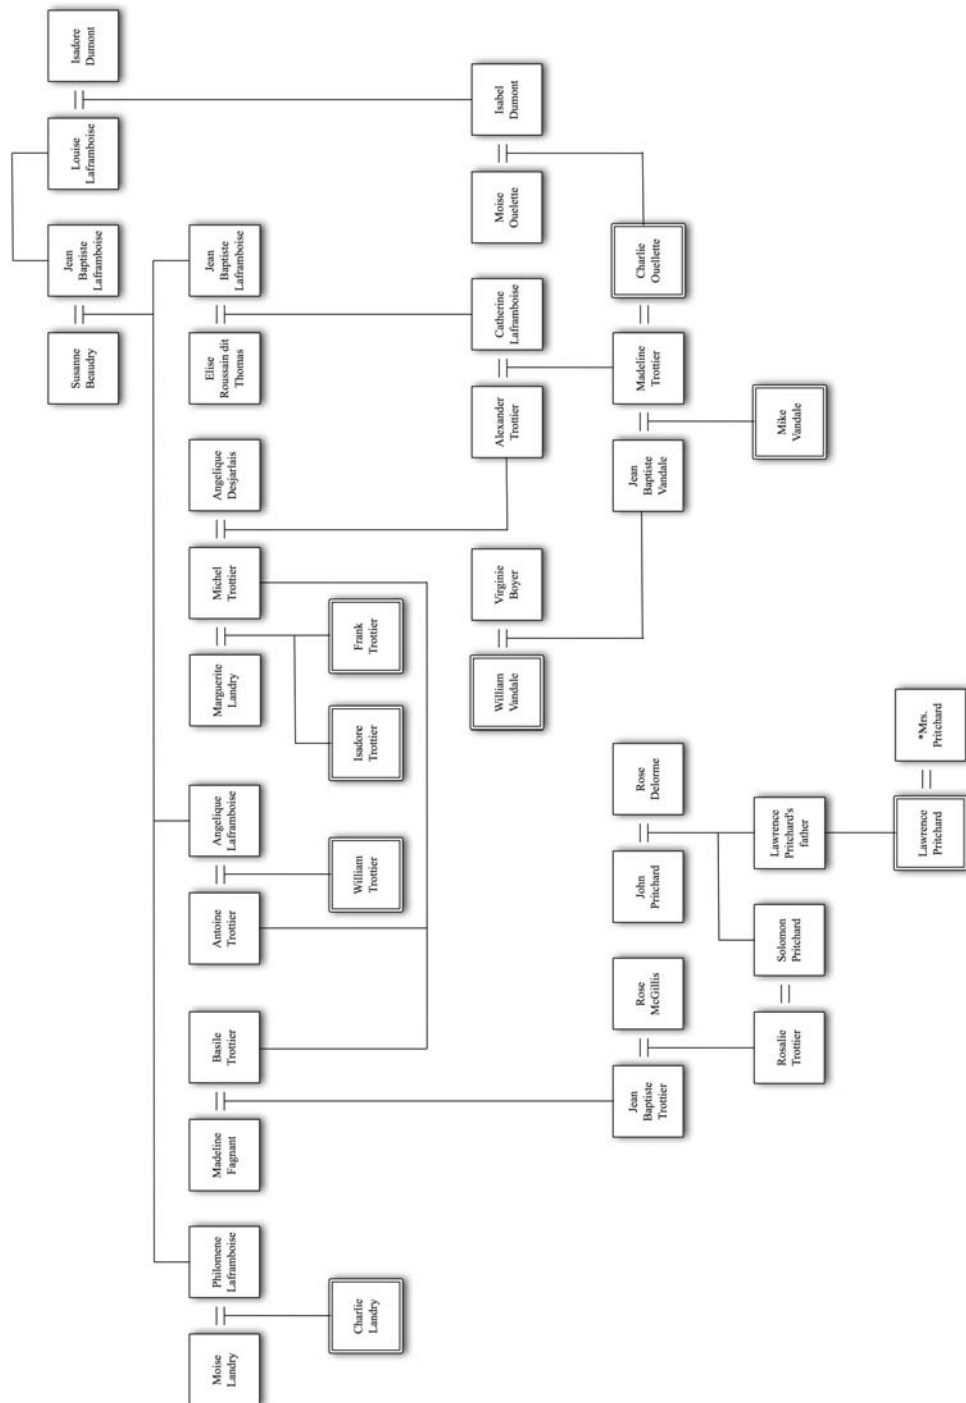 Susanne
Beaudry
Jean
Baptiste
Laframboise
Louise
Laframboise
Isadore
Dumont
Moise
Landry
Philomene
Laframboise
Madeline
Fagnant
Basile
Trottier
Antoine
Trottier
Angelique
Laframboise
Marguerite
Landry
Michel
Trottier
Angelique
Desjarlais
Elise
Roussain dit
Thomas
Jean
Baptiste
Laframboise
Charlie
Landry
William
Trottier
Isadore
Trottier
Frank
Trottier
William
Vandale
Virginie
Boyer
Alexander
Trottier
Catherine
Laframboise
Moise
Ouelette
Isabel
Dumont
Jean
Baptiste
Trottier
Rose
McGillis
John
Pritchard
Rose
Delorme
Jean
Baptiste
Vandale
Madeline
Trottier
Charlie
Ouellette
Rosalie
Trottier
Solomon
Pritchard
Lawrence
Pritchard's
father
Mike
Vandale
Lawrence
Pritchard
*Mrs.
Pritchard